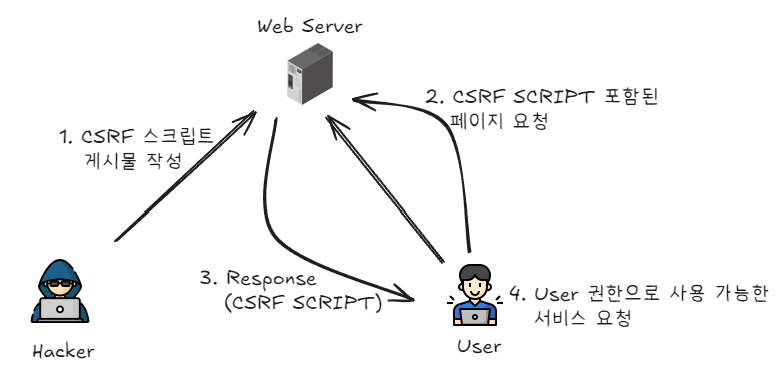 Web Server
2. CSRF SCRIPT 포함된
페이지 요청
1. CSRF 스크립트
게시물 작성
3. Response
(CSRF SCRIPT)
4. User 권한으로 사용 가능한
서비스 요청
Hacker
User